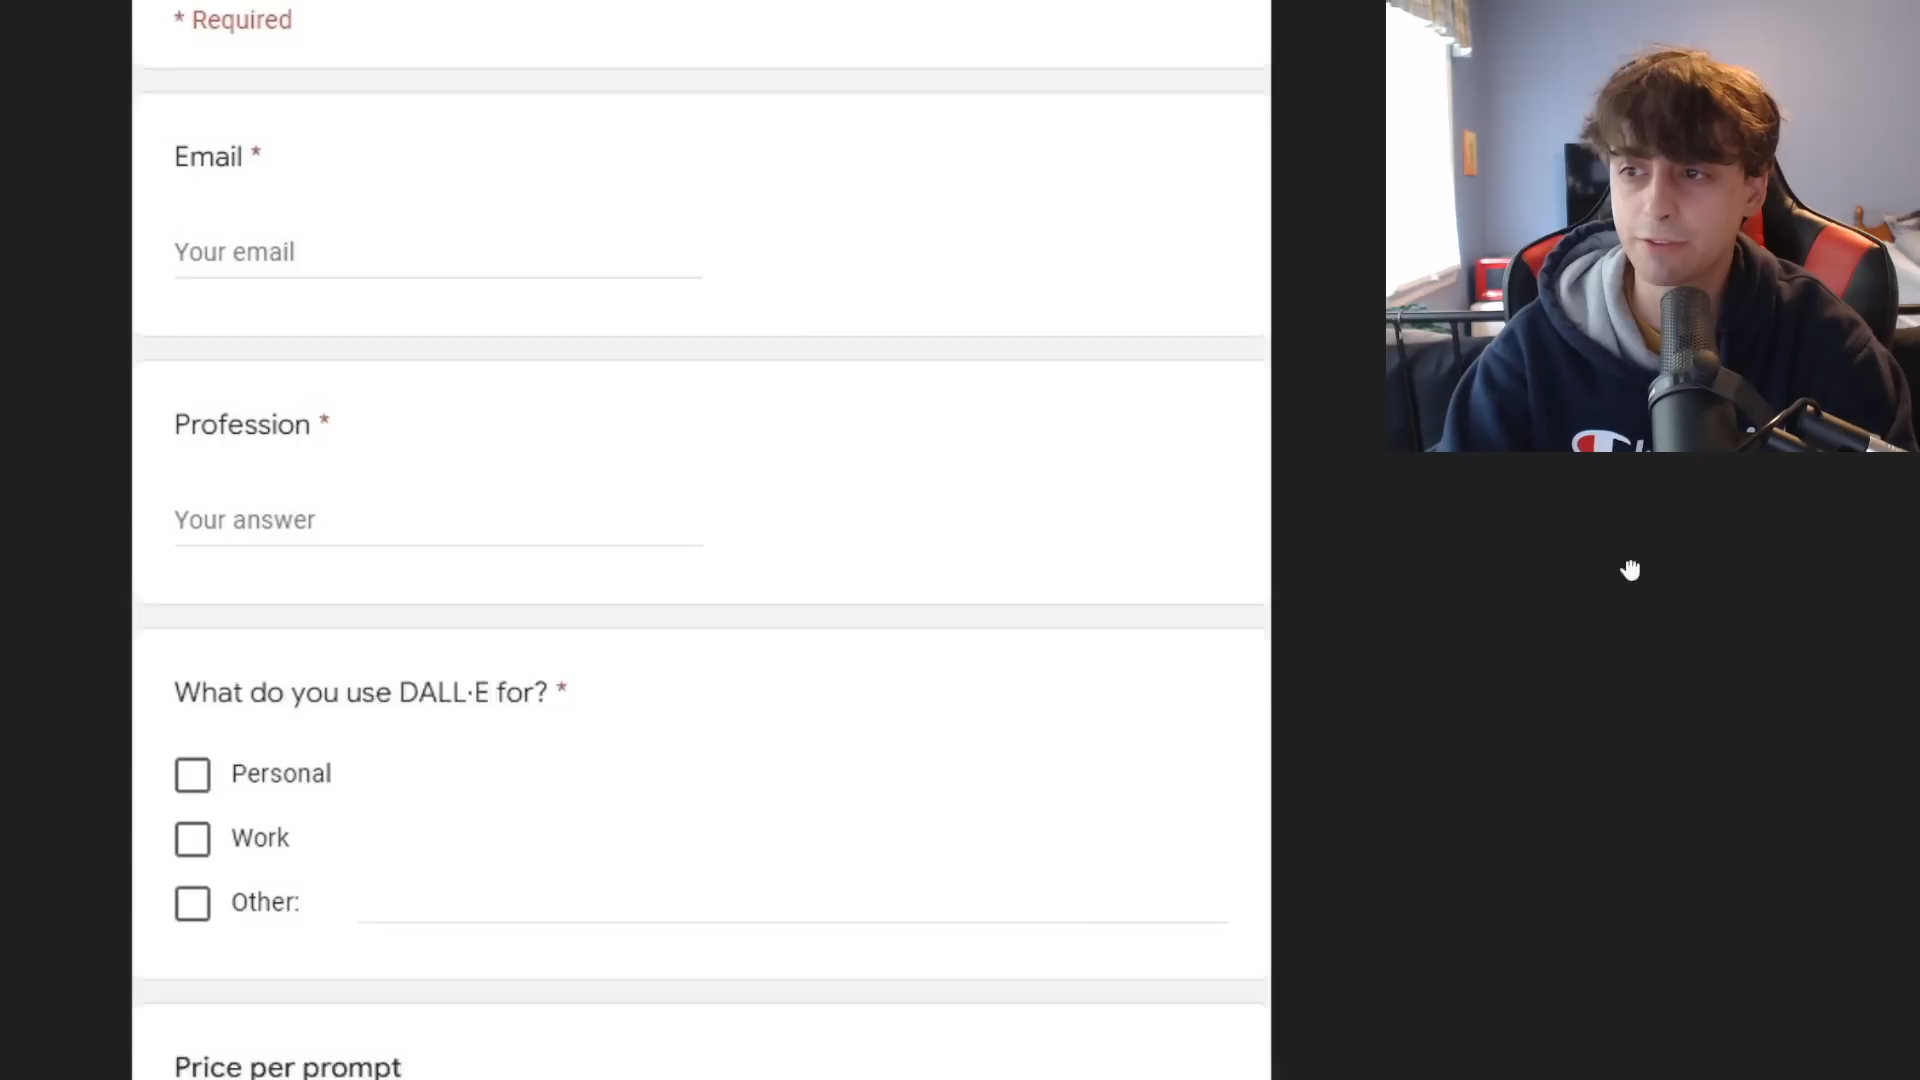 * Required
Email *
Your email
Profession *
Your answer
What do you use DALL·E for? *
Personal
Work
Other:
Price per prompt